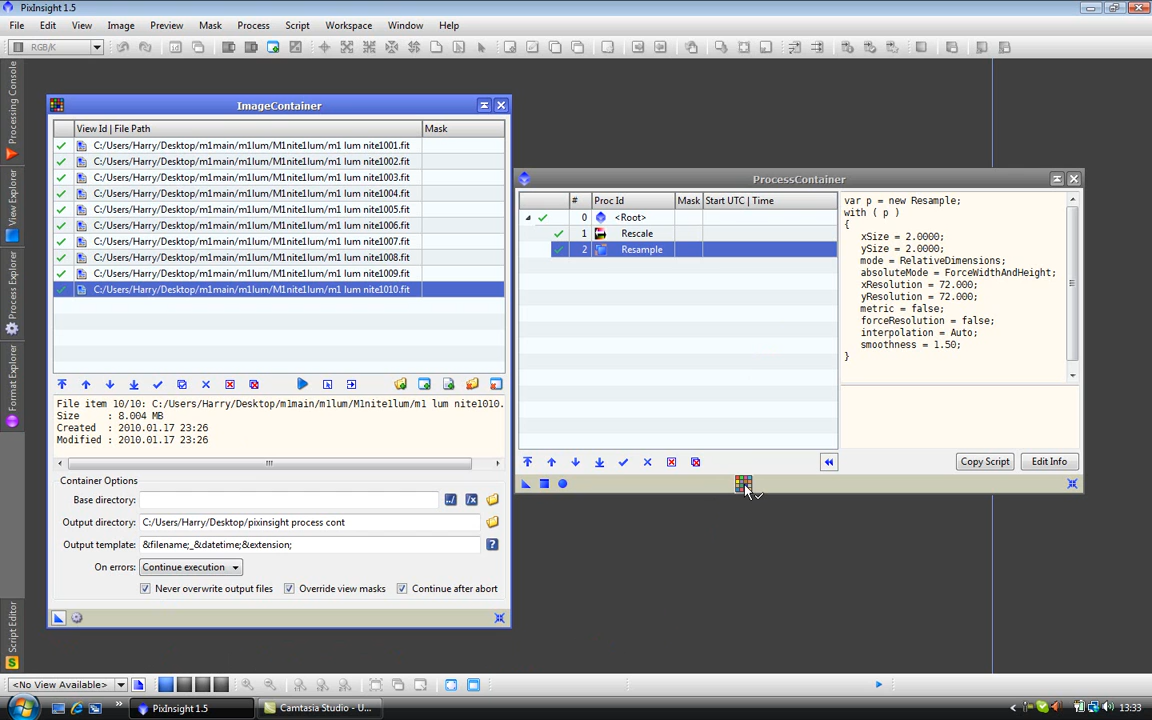 PixInsight 1.5
File Edit View Image Preview Mask Process Script Workspace Window Help
RGB/K
Processing Console
View Explorer
Process Explorer
Format Explorer
Script Editor
ImageContainer
View Id | File Path Mask
C:/Users/Harry/Desktop/m1main/m1lum/M1nite1lum/m1 lum nite1001.fit
C:/Users/Harry/Desktop/m1main/m1lum/M1nite1lum/m1 lum nite1002.fit
C:/Users/Harry/Desktop/m1main/m1lum/M1nite1lum/m1 lum nite1003.fit
C:/Users/Harry/Desktop/m1main/m1lum/M1nite1lum/m1 lum nite1004.fit
C:/Users/Harry/Desktop/m1main/m1lum/M1nite1lum/m1 lum nite1005.fit
C:/Users/Harry/Desktop/m1main/m1lum/M1nite1lum/m1 lum nite1006.fit
C:/Users/Harry/Desktop/m1main/m1lum/M1nite1lum/m1 lum nite1007.fit
C:/Users/Harry/Desktop/m1main/m1lum/M1nite1lum/m1 lum nite1008.fit
C:/Users/Harry/Desktop/m1main/m1lum/M1nite1lum/m1 lum nite1009.fit
C:/Users/Harry/Desktop/m1main/m1lum/M1nite1lum/m1 lum nite1010.fit
File item 10/10: C:/Users/Harry/Desktop/m1main/m1lum/M1nite1lum/m1 lum nite1010.
Size : 8.004 MB
Created : 2010.01.17 23:26
Modified : 2010.01.17 23:26
Container Options
Base directory:
Output directory: C:/Users/Harry/Desktop/pixinsight process cont
Output template: &filename;_&datetime;&extension;
On errors: Continue execution
Never overwrite output files Override view masks Continue after abort
ProcessContainer
# Proc Id Mask Start UTC | Time
0 <Root>
1 Rescale
2 Resample
var p = new Resample;
with ( p )
{
xSize = 2.0000;
ySize = 2.0000;
mode = RelativeDimensions;
absoluteMode = ForceWidthAndHeight;
xResolution = 72.000;
yResolution = 72.000;
metric = false;
forceResolution = false;
interpolation = Auto;
smoothness = 1.50;
}
Copy Script Edit Info
<No View Available>
PixInsight 1.5 Camtasia Studio - U... 13:33